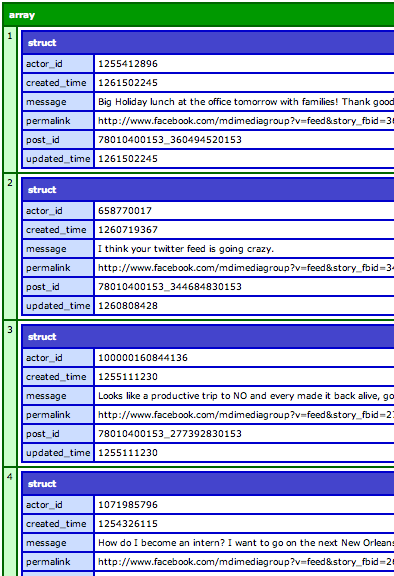 array
1
struct
actor_id 1255412896
created_time 1261502245
message Big Holiday lunch at the office tomorrow with families! Thank good
permalink http://www.facebook.com/mdimediagroup?v=feed&story_fbid=36
post_id 78010400153_360494520153
updated_time 1261502245
2
struct
actor_id 658770017
created_time 1260719367
message I think your twitter feed is going crazy.
permalink http://www.facebook.com/mdimediagroup?v=feed&story_fbid=34
post_id 78010400153_344684830153
updated_time 1260808428
3
struct
actor_id 100000160844136
created_time 1255111230
message Looks like a productive trip to NO and every made it back alive, go
permalink http://www.facebook.com/mdimediagroup?v=feed&story_fbid=27
post_id 78010400153_277392830153
updated_time 1255111230
4
struct
actor_id 1071985796
created_time 1254326115
message How do I become an intern? I want to go on the next New Orleans
permalink http://www.facebook.com/mdimediagroup?v=feed&story_fbid=26